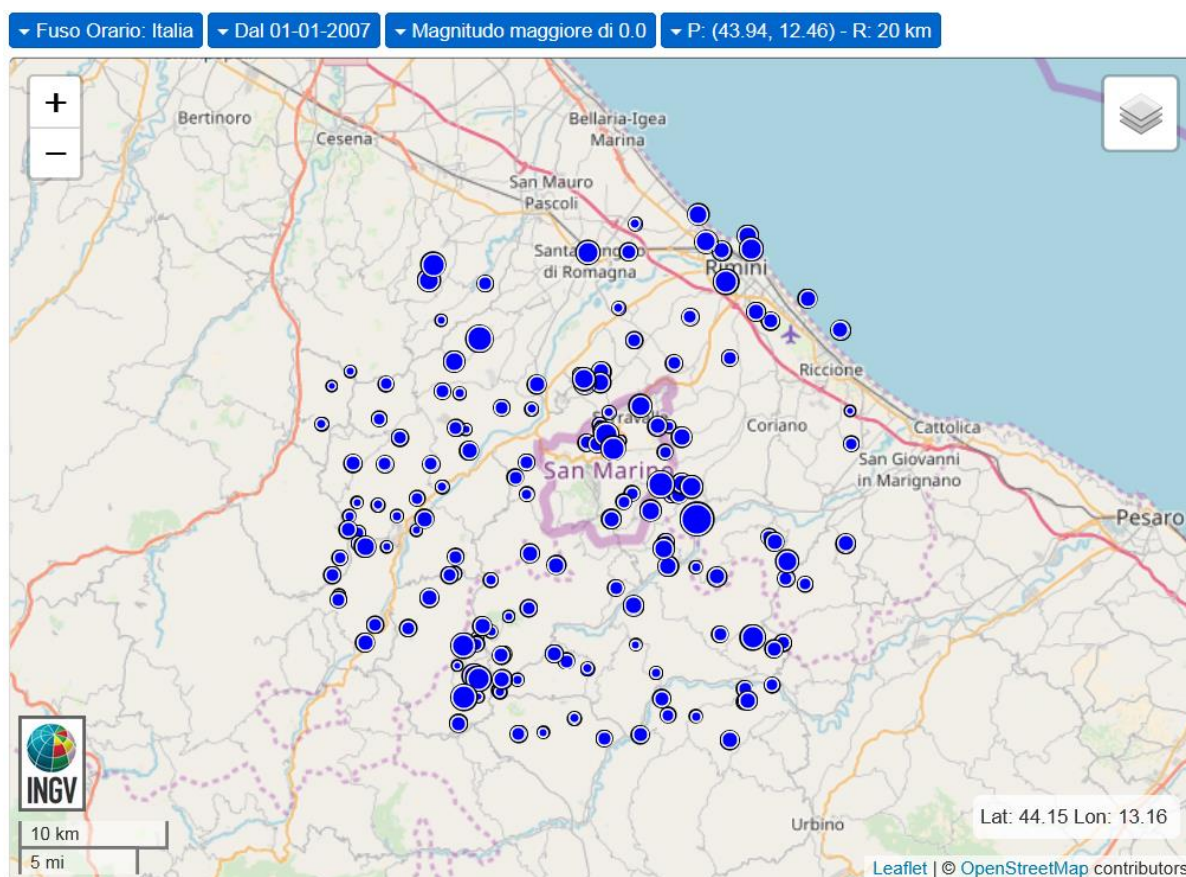 Fuso Orario: Italia
Dal 01-01-2007
Magnitudo maggiore di 0.0
P: (43.94, 12.46) - R: 20 km
+
−
Bertinoro
Cesena
Bellaria-Igea
Marina
San Mauro
Pascoli
di Romagna
Rimini
Riccione
Coriano
Cattolica
San Marino
San Giovanni
in Marignano
Pesaro
Urbino
INGV
10 km
5 mi
Lat: 44.15 Lon: 13.16
Leaflet | © OpenStreetMap contributors